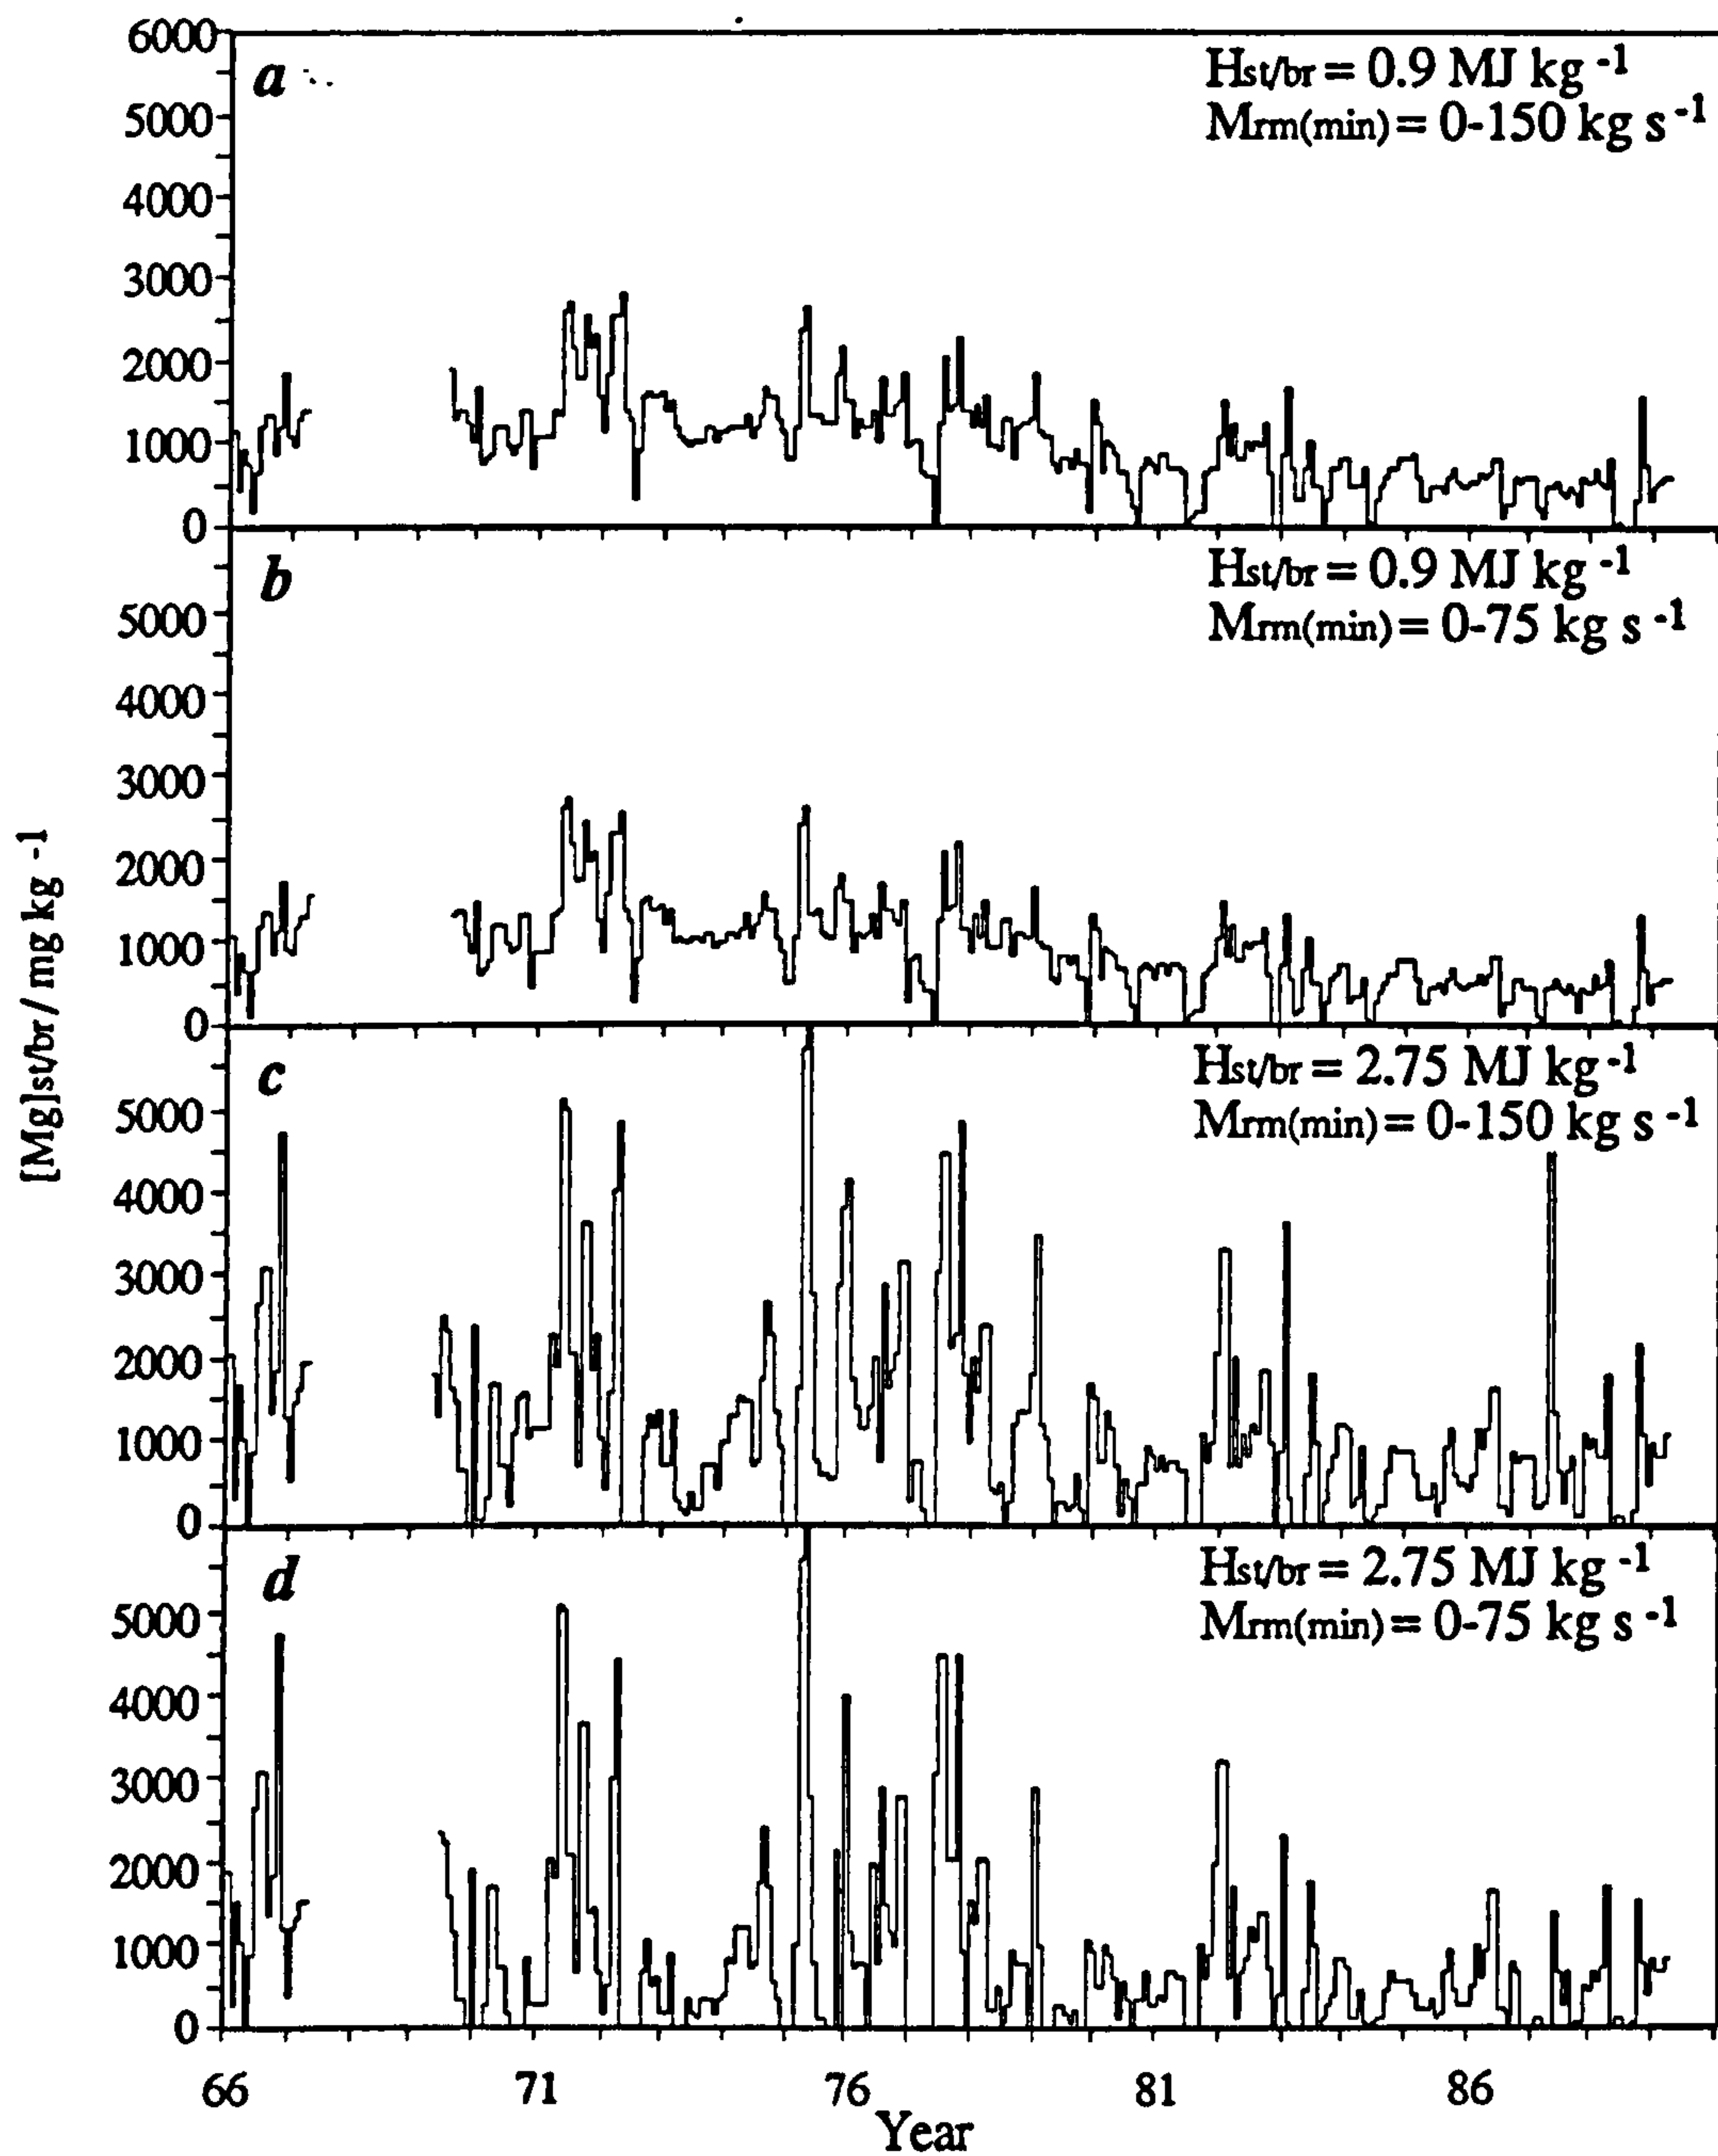 6000
a
Hst/br = 0.9 MJ kg -1
Mrm(min) = 0-150 kg s -1
5000
4000
3000
2000
1000
0
b
Hst/br = 0.9 MJ kg -1
Mrm(min) = 0-75 kg s -1
5000
4000
3000
2000
1000
0
[Mg]st/br / mg kg -1
c
Hst/br = 2.75 MJ kg -1
Mrm(min) = 0-150 kg s -1
5000
4000
3000
2000
1000
0
d
Hst/br = 2.75 MJ kg -1
Mrm(min) = 0-75 kg s -1
5000
4000
3000
2000
1000
0
66 71 76 81 86
Year